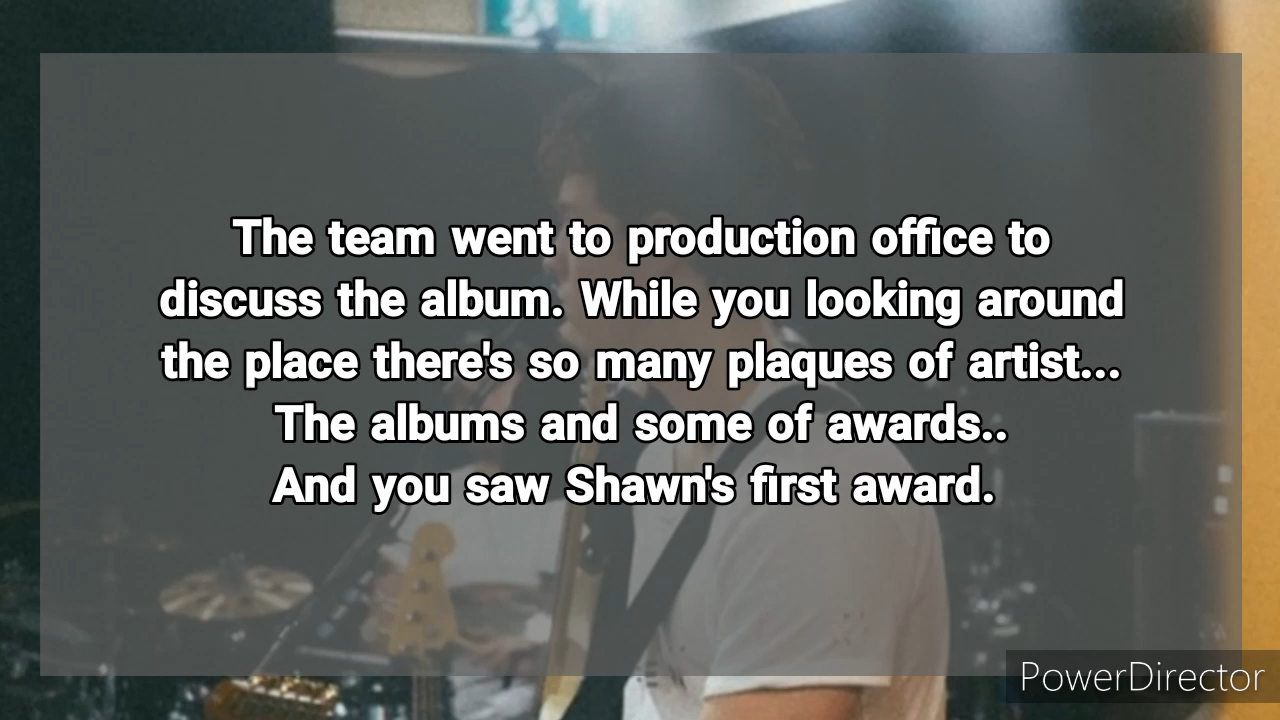 The team went to production office to
discuss the album. While you looking around
the place there's so many plaques of artist...
The albums and some of awards..
And you saw Shawn's first award.
PowerDirector